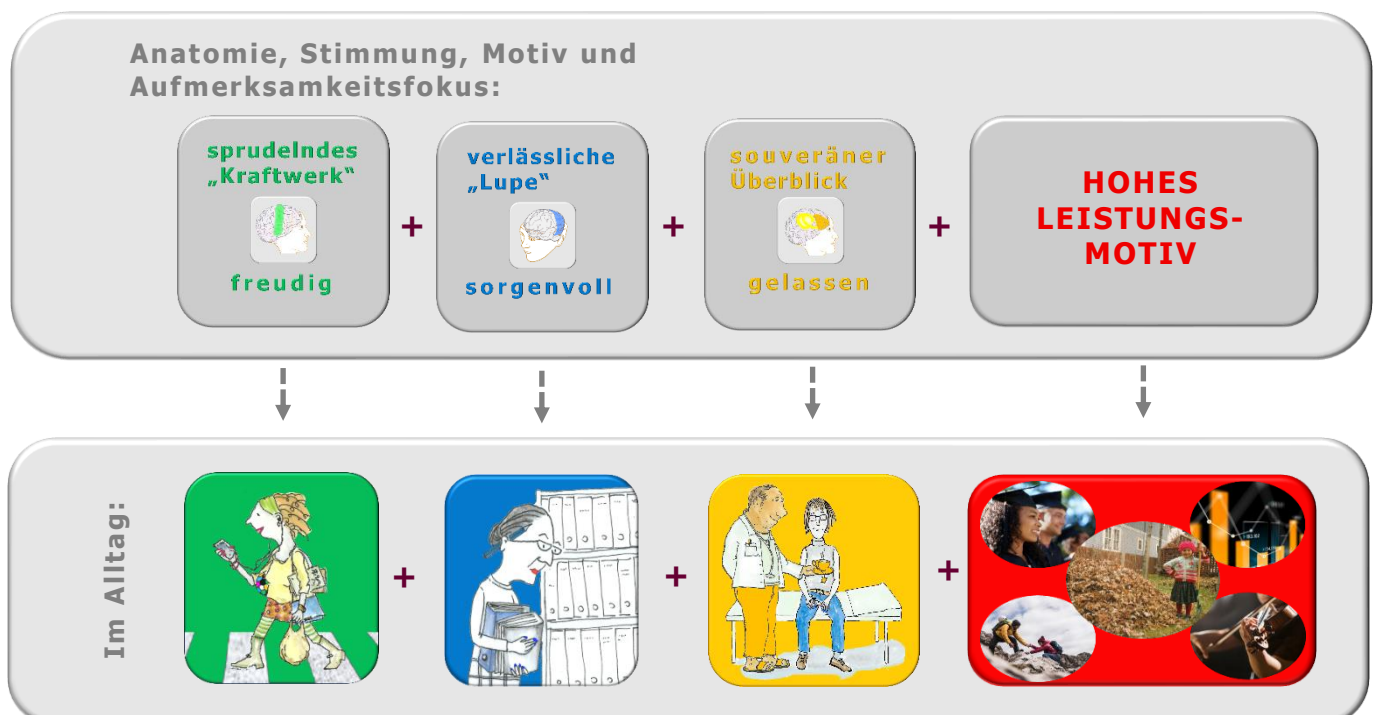 Anatomie, Stimmung, Motiv und
Aufmerksamkeitsfokus:
sprudelndes
„Kraftwerk“
freudig
+
verlässliche
„Lupe“
sorgenvoll
+
souveräner
Überblick
gelassen
+
HOHES
LEISTUNGS-
MOTIV
Im Alltag:
+
+
+